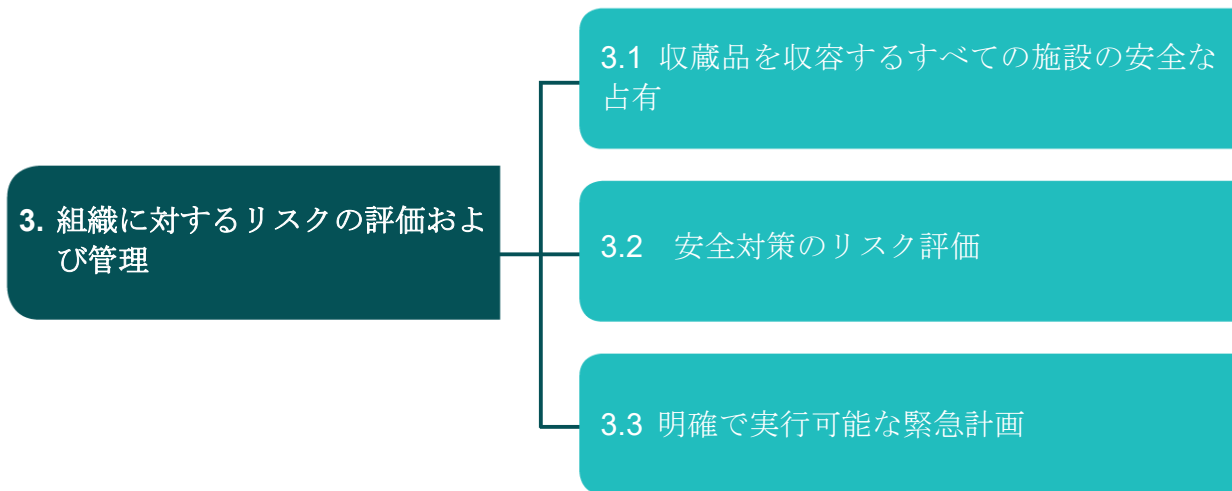 3.1 収蔵品を収容するすべての施設の安全な
占有
3. 組織に対するリスクの評価およ
び管理
3.2　安全対策のリスク評価
3.3 明確で実行可能な緊急計画